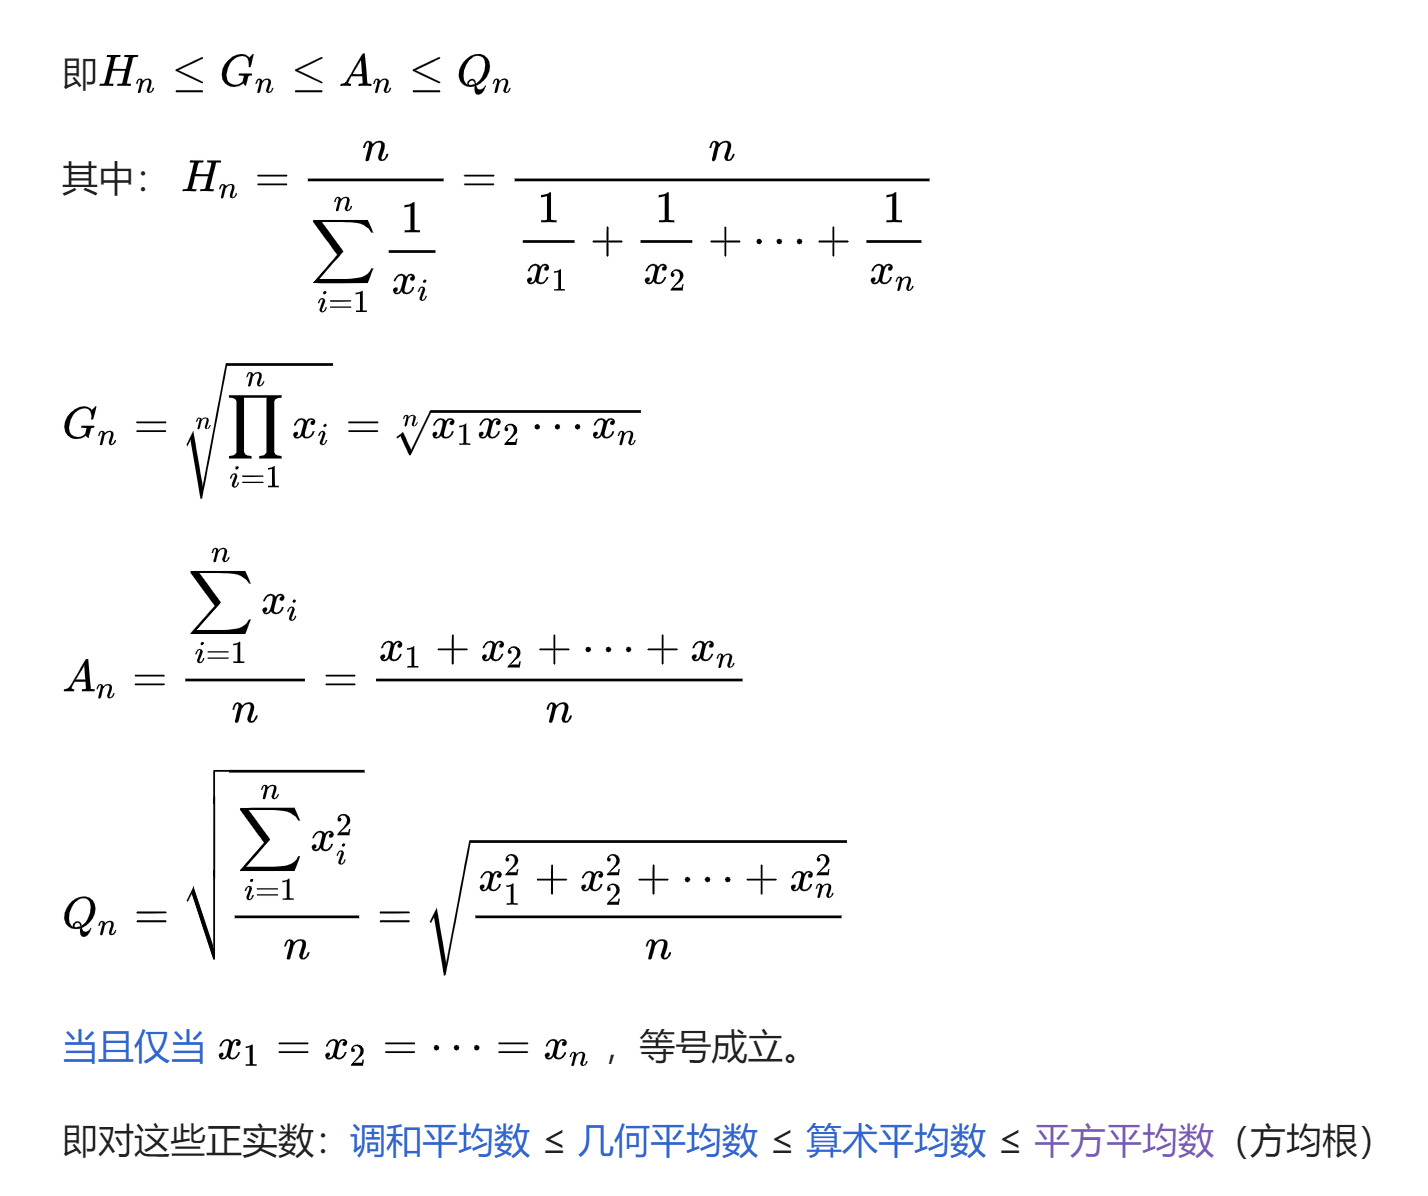 即H_n ≤ G_n ≤ A_n ≤ Q_n
其中： H_n = \frac{n}{\sum_{i=1}^{n} \frac{1}{x_i}} = \frac{n}{\frac{1}{x_1} + \frac{1}{x_2} + \cdots + \frac{1}{x_n}}
G_n = \sqrt[n]{\prod_{i=1}^{n} x_i} = \sqrt[n]{x_1 x_2 \cdots x_n}
A_n = \frac{\sum_{i=1}^{n} x_i}{n} = \frac{x_1 + x_2 + \cdots + x_n}{n}
Q_n = \sqrt{\frac{\sum_{i=1}^{n} x_i^2}{n}} = \sqrt{\frac{x_1^2 + x_2^2 + \cdots + x_n^2}{n}}
当且仅当 x_1 = x_2 = \cdots = x_n ，等号成立。
即对这些正实数：调和平均数 ≤ 几何平均数 ≤ 算术平均数 ≤ 平方平均数（方均根）